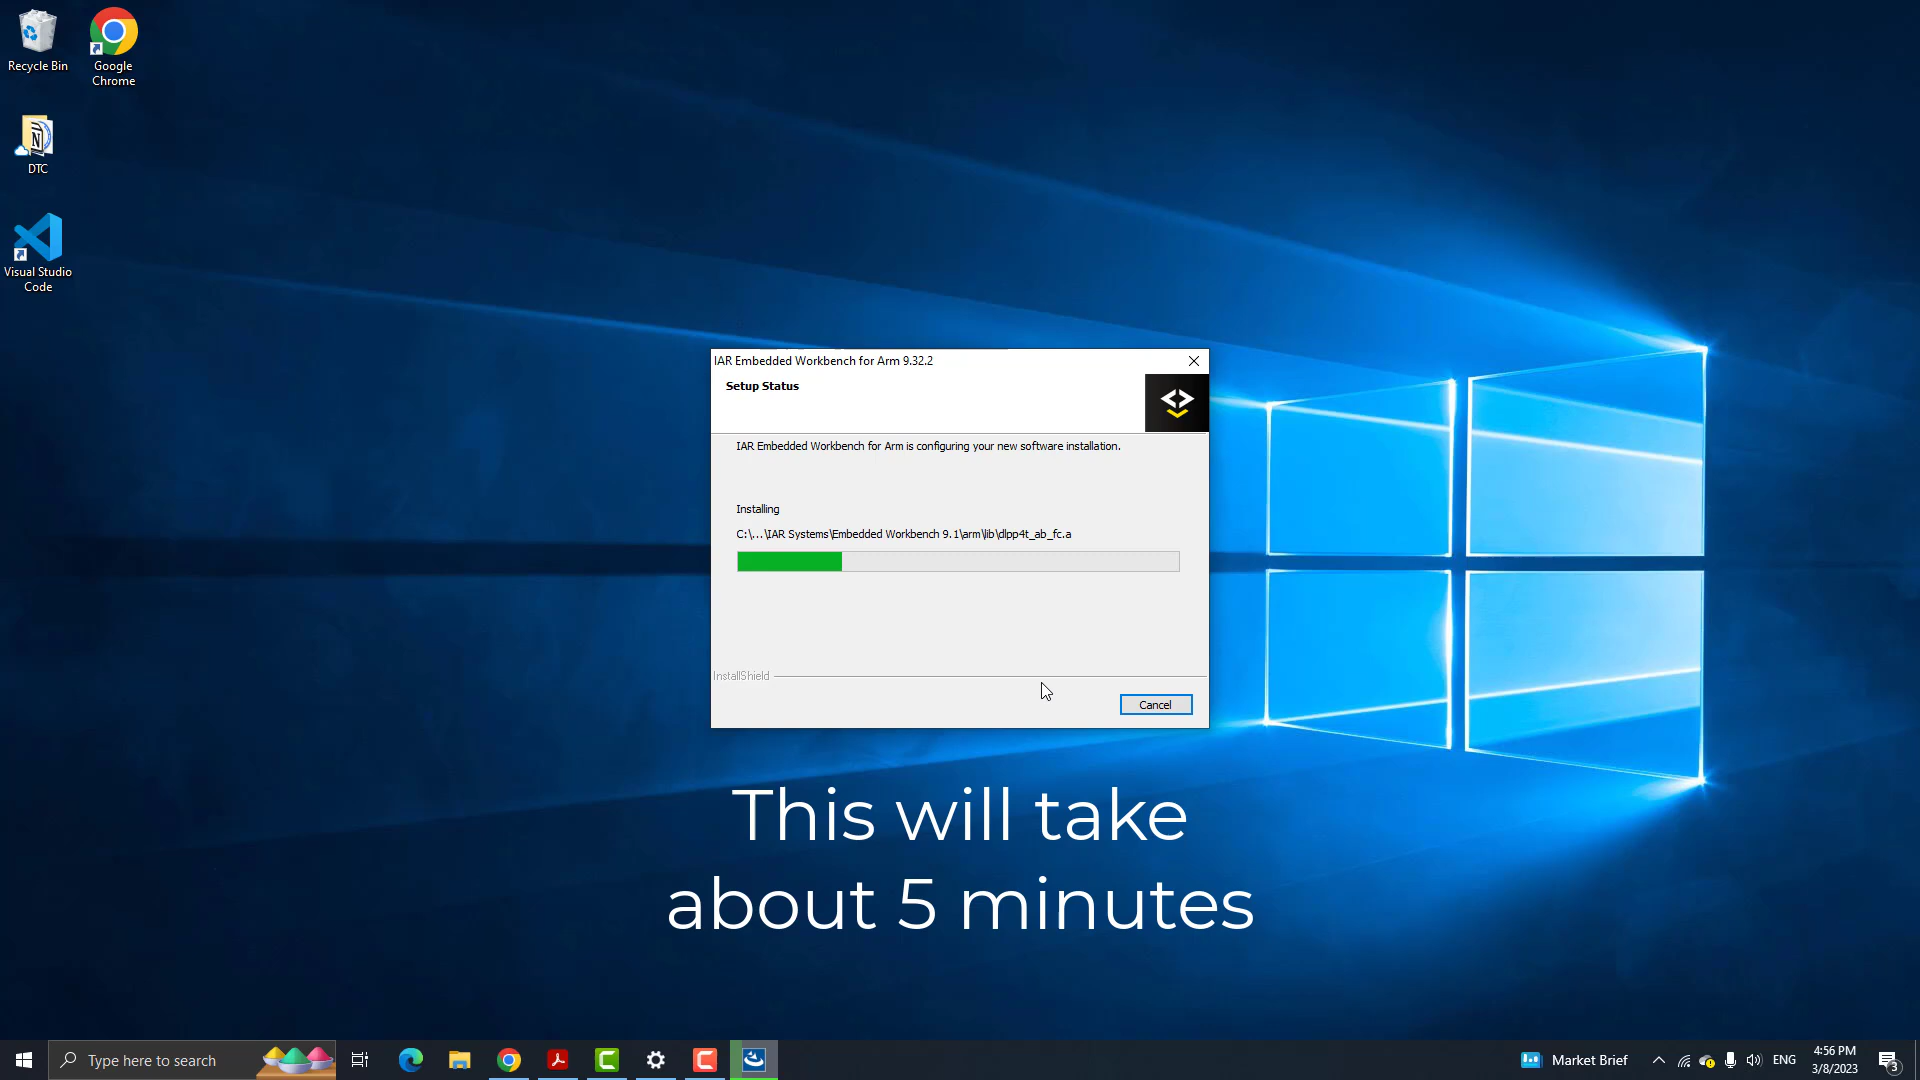 Recycle Bin
Google
Chrome
DTC
Visual Studio
Code
IAR Embedded Workbench for Arm 9.32.2
Setup Status
IAR Embedded Workbench for Arm is configuring your new software installation.
Installing
C:\...\IAR Systems\Embedded Workbench 9.1\arm\lib\dlpp4t_ab_fc.a
InstallShield
Cancel
This will take
about 5 minutes
Type here to search
Market Brief
ENG
4:56 PM
3/8/2023
3